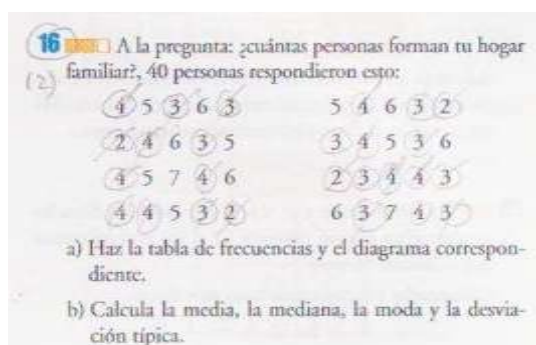 16 A la pregunta: ¿cuántas personas forman tu hogar
(2) familiar?, 40 personas respondieron esto:
4 5 3 6 3 5 4 6 3 2
2 4 6 3 5 3 4 5 3 6
4 5 7 4 6 2 3 4 4 3
4 4 5 3 2 6 3 7 4 3
a) Haz la tabla de frecuencias y el diagrama correspon-
diente.
b) Calcula la media, la mediana, la moda y la desvia-
ción típica.